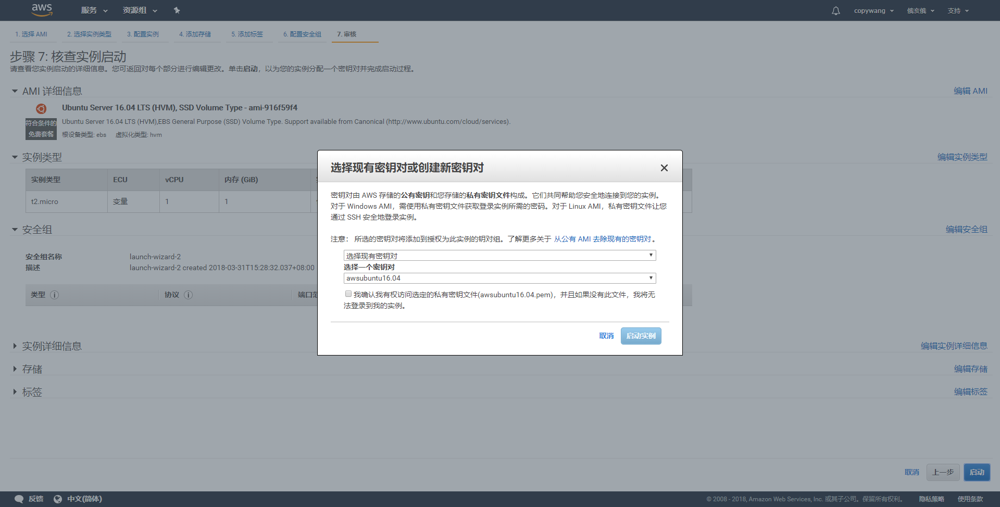 aws 服务 资源组 copywang 俄亥俄 支持
1. 选择 AMI 2. 选择实例类型 3. 配置实例 4. 添加存储 5. 添加标签 6. 配置安全组 7. 审核
步骤 7: 核查实例启动
请查看您实例启动的详细信息。您可返回对每个部分进行编辑更改。单击启动，以为您的实例分配一个密钥对并完成启动过程。
AMI 详细信息 编辑 AMI
Ubuntu Server 16.04 LTS (HVM), SSD Volume Type - ami-916f59f4
符合条件的
免费套餐
Ubuntu Server 16.04 LTS (HVM),EBS General Purpose (SSD) Volume Type. Support available from Canonical (http://www.ubuntu.com/cloud/services).
根设备类型: ebs 虚拟化类型: hvm
实例类型 编辑实例类型
实例类型 ECU vCPU 内存 (GiB)
t2.micro 变量 1 1
安全组 编辑安全组
安全组名称 launch-wizard-2
描述 launch-wizard-2 created 2018-03-31T15:28:32.037+08:00
类型 协议 端口范
选择现有密钥对或创建新密钥对
密钥对由 AWS 存储的公有密钥和您存储的私有密钥文件构成。它们共同帮助您安全地连接到您的实例。
对于 Windows AMI，需使用私有密钥文件获取登录实例所需的密码。对于 Linux AMI，私有密钥文件让您
通过 SSH 安全地登录实例。
注意： 所选的密钥对将添加到授权为此实例的钥对组。了解更多关于 从公有 AMI 去除现有的密钥对。
选择现有密钥对
选择一个密钥对
awsubuntu16.04
我确认我有权访问选定的私有密钥文件(awsubuntu16.04.pem)，并且如果没有此文件，我将无
法登录到我的实例。
取消 启动实例
实例详细信息 编辑实例详细信息
存储 编辑存储
标签 编辑标签
取消 上一步 启动
反馈 中文(简体) © 2008 - 2018, Amazon Web Services, Inc. 或其子公司。保留所有权利。 隐私策略 使用条款